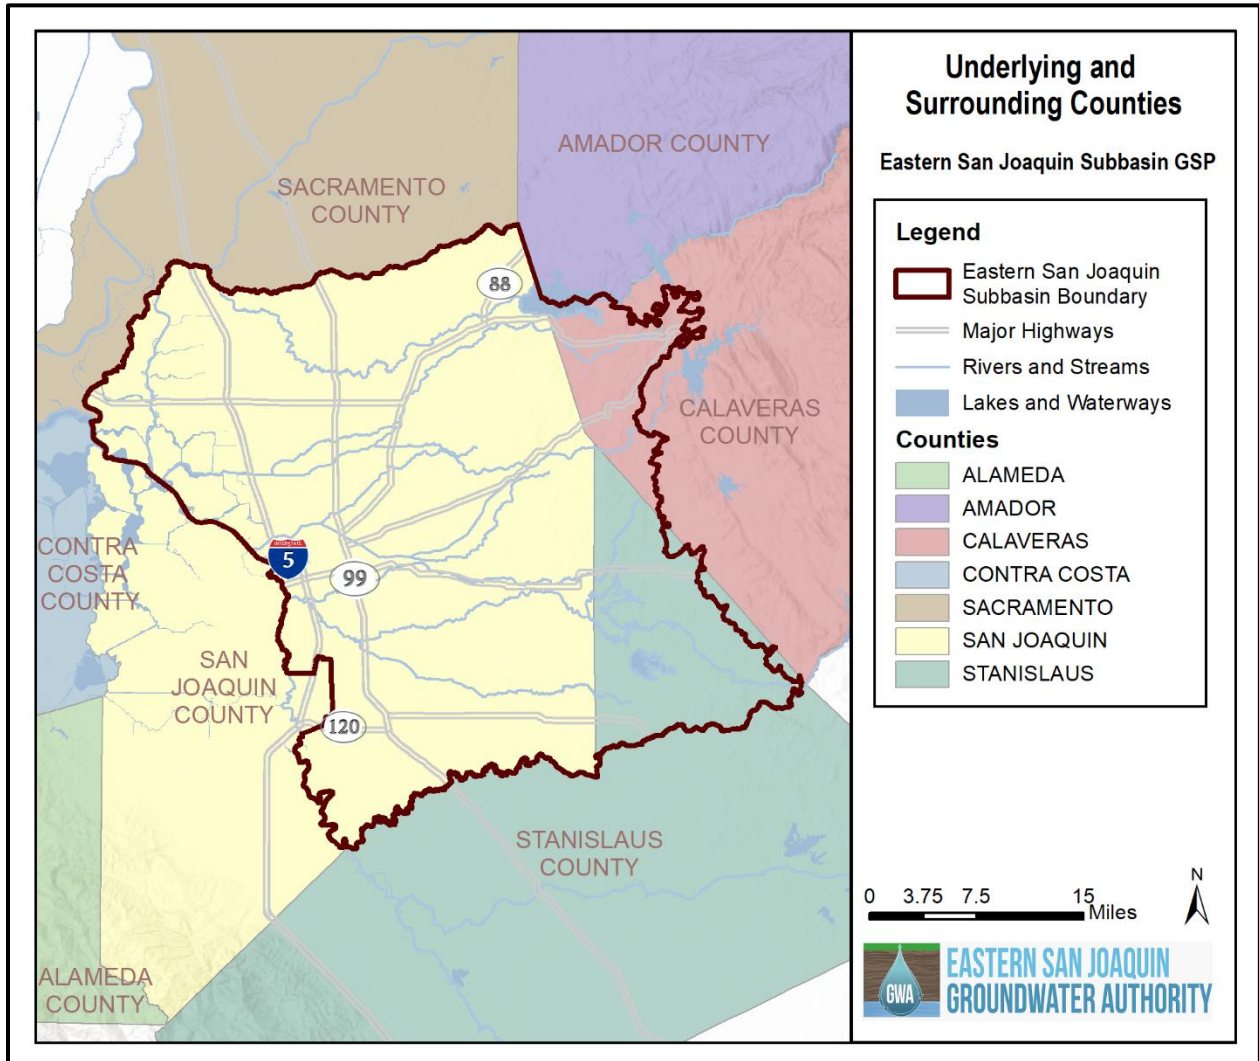 Underlying and
Surrounding Counties
Eastern San Joaquin Subbasin GSP
Legend
Eastern San Joaquin
Subbasin Boundary
Major Highways
Rivers and Streams
Lakes and Waterways
Counties
ALAMEDA
AMADOR
CALAVERAS
CONTRA COSTA
SACRAMENTO
SAN JOAQUIN
STANISLAUS
AMADOR COUNTY
SACRAMENTO
COUNTY
88
CALAVERAS
COUNTY
CONTRA
COSTA
COUNTY
INTERSTATE
5
99
SAN
JOAQUIN
COUNTY
120
STANISLAUS
COUNTY
ALAMEDA
COUNTY
N
0 3.75 7.5 15
Miles
GWA
EASTERN SAN JOAQUIN
GROUNDWATER AUTHORITY